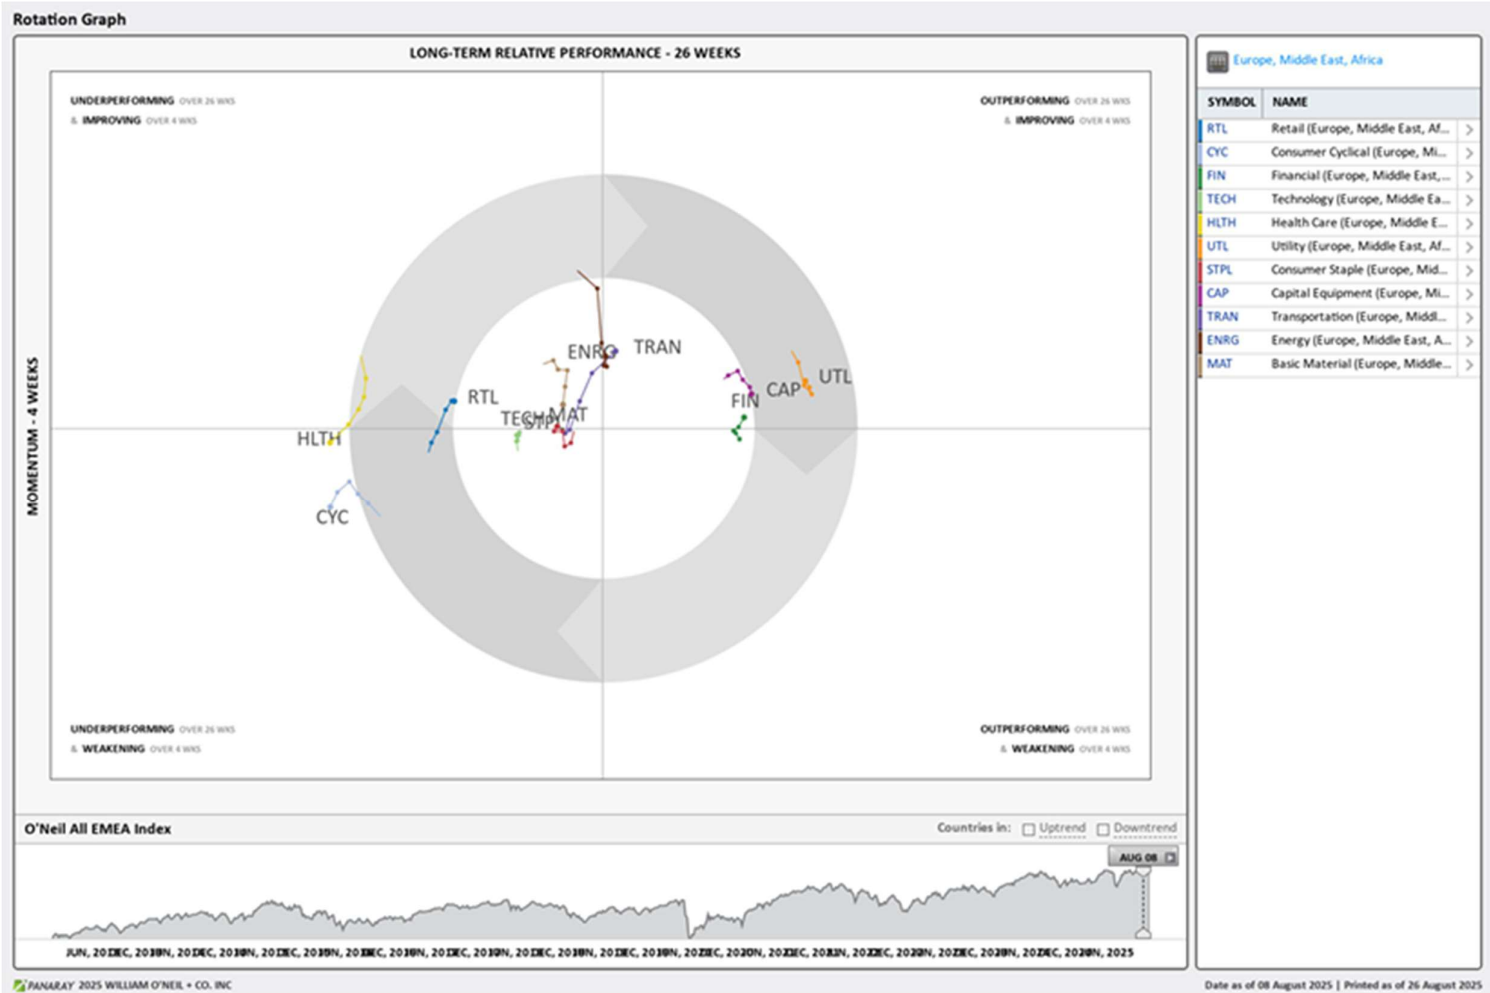 Rotation Graph
LONG-TERM RELATIVE PERFORMANCE - 26 WEEKS
UNDERPERFORMING OVER 26 WKS
& IMPROVING OVER 4 WKS
OUTPERFORMING OVER 26 WKS
& IMPROVING OVER 4 WKS
MOMENTUM - 4 WEEKS
ENRG
TRAN
UTL
CAP
FIN
RTL
TECH
STPL
MAT
HLTH
CYC
UNDERPERFORMING OVER 26 WKS
& WEAKENING OVER 4 WKS
OUTPERFORMING OVER 26 WKS
& WEAKENING OVER 4 WKS
Europe, Middle East, Africa
SYMBOL NAME
RTL Retail (Europe, Middle East, Af...
CYC Consumer Cyclical (Europe, Mi...
FIN Financial (Europe, Middle East,...
TECH Technology (Europe, Middle Ea...
HLTH Health Care (Europe, Middle E...
UTL Utility (Europe, Middle East, Af...
STPL Consumer Staple (Europe, Mid...
CAP Capital Equipment (Europe, Mi...
TRAN Transportation (Europe, Middl...
ENRG Energy (Europe, Middle East, A...
MAT Basic Material (Europe, Middle...
O'Neil All EMEA Index
Countries in: Uptrend Downtrend
AUG 08
JUN, 2025
PANARAY 2025 WILLIAM O'NEIL + CO. INC
Date as of 08 August 2025 | Printed as of 26 August 2025